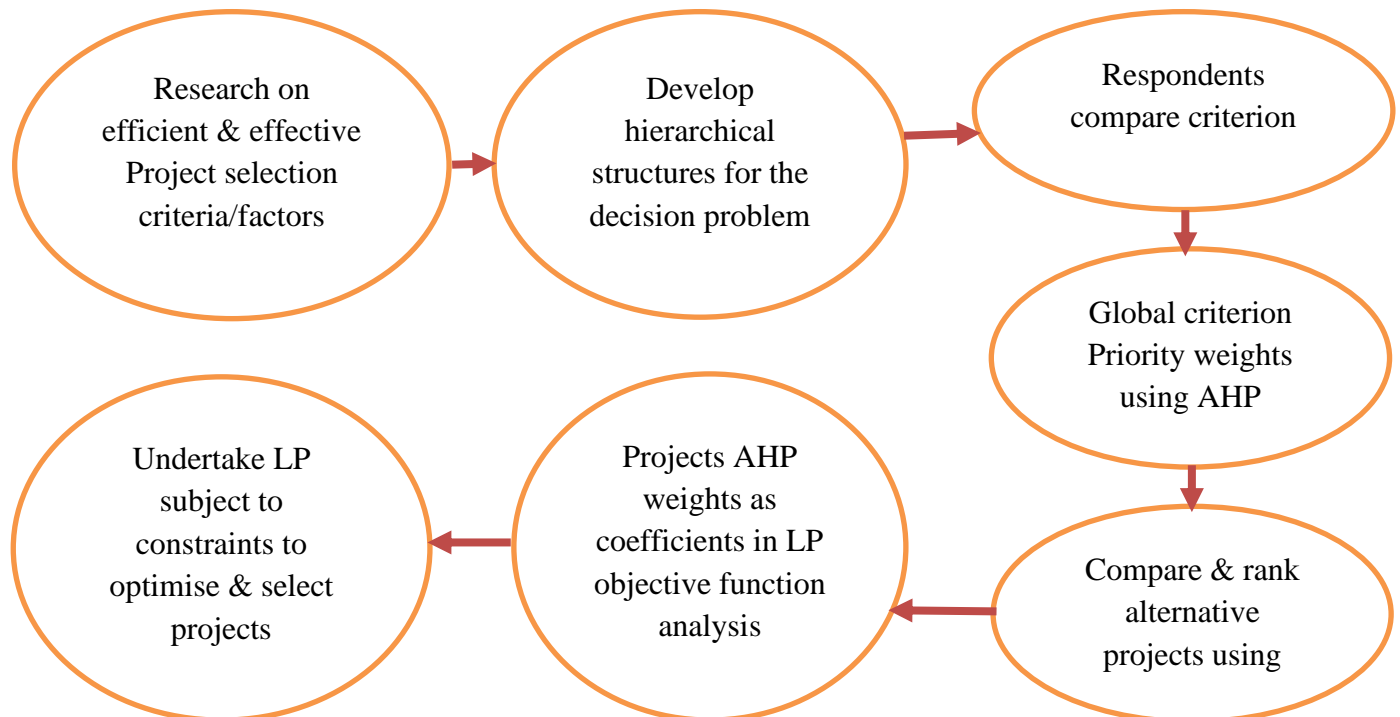 Research on
efficient & effective
Project selection
criteria/factors
Develop
hierarchical
structures for the
decision problem
Respondents
compare criterion
Global criterion
Priority weights
using AHP
Compare & rank
alternative
projects using
Projects AHP
weights as
coefficients in LP
objective function
analysis
Undertake LP
subject to
constraints to
optimise & select
projects